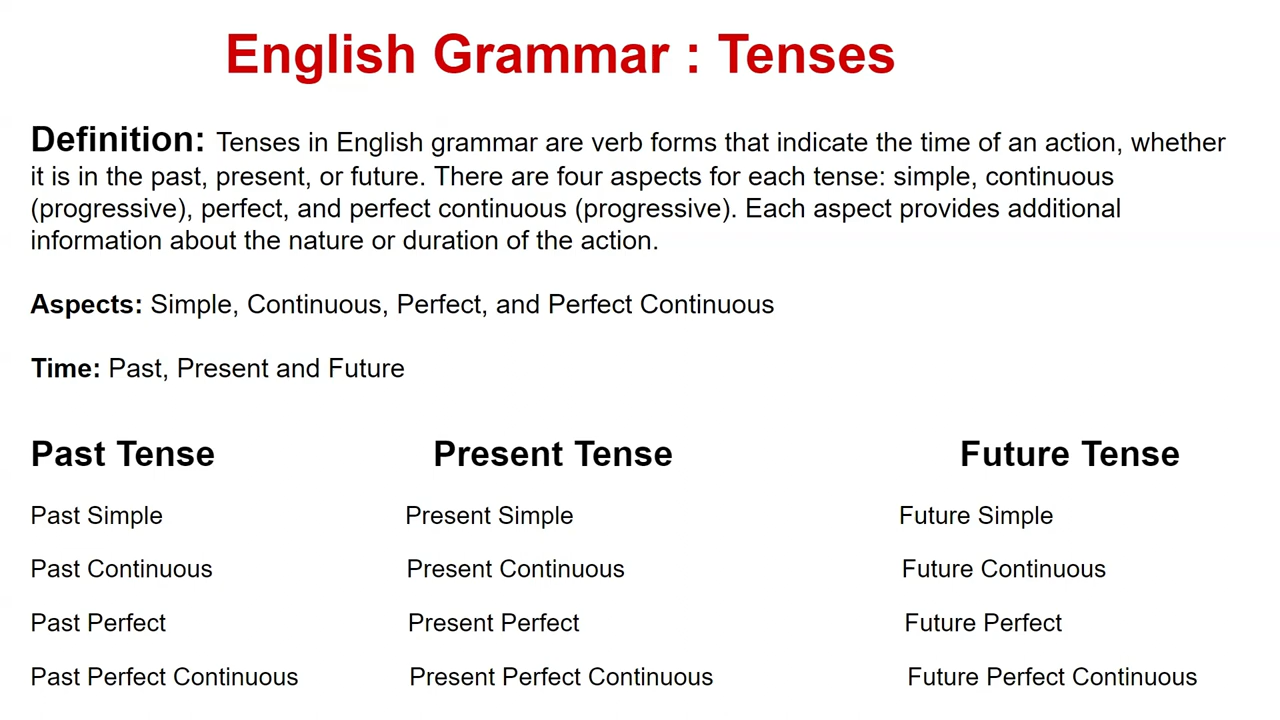 English Grammar : Tenses
Definition: Tenses in English grammar are verb forms that indicate the time of an action, whether
it is in the past, present, or future. There are four aspects for each tense: simple, continuous
(progressive), perfect, and perfect continuous (progressive). Each aspect provides additional
information about the nature or duration of the action.
Aspects: Simple, Continuous, Perfect, and Perfect Continuous
Time: Past, Present and Future
Past Tense Present Tense Future Tense
Past Simple Present Simple Future Simple
Past Continuous Present Continuous Future Continuous
Past Perfect Present Perfect Future Perfect
Past Perfect Continuous Present Perfect Continuous Future Perfect Continuous